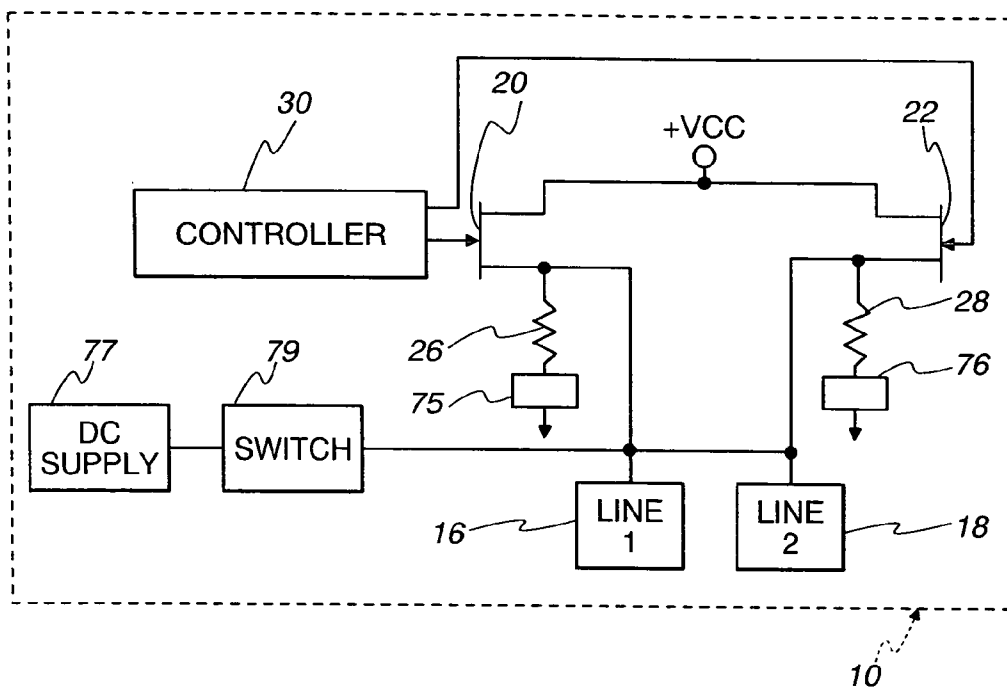 20
30
22
+VCC
CONTROLLER
28
77
79
26
76
75
DC
SUPPLY
SWITCH
16
LINE
1
LINE
2
18
10